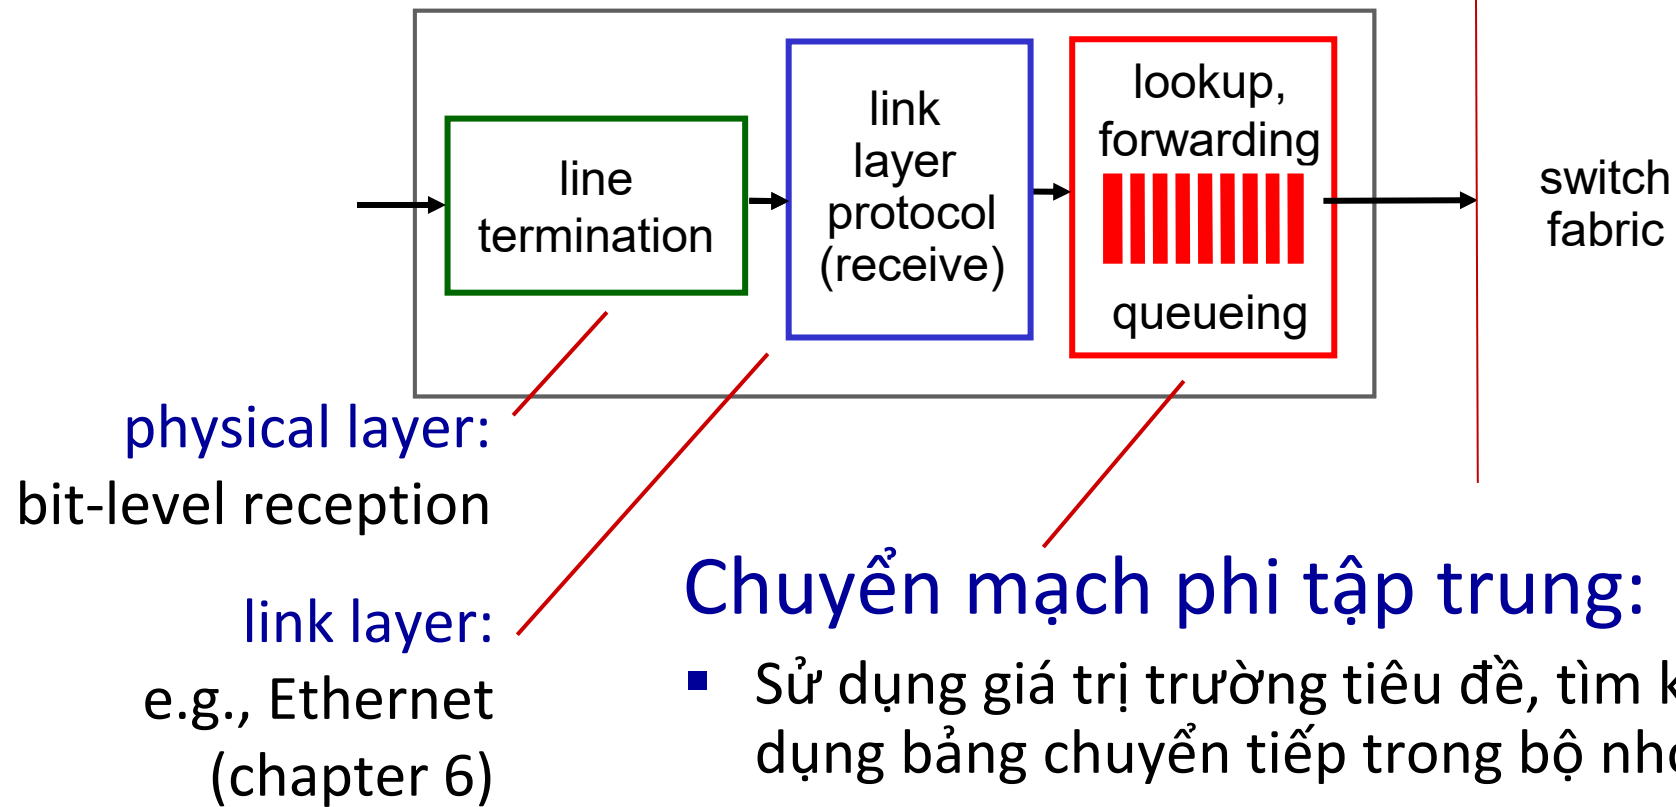 line
termination
link
layer
protocol
(receive)
lookup,
forwarding
queueing
switch
fabric
physical layer:
bit-level reception
link layer:
e.g., Ethernet
(chapter 6)
Chuyển mạch phi tập trung:
Sử dụng giá trị trường tiêu đề, tìm
dụng bảng chuyển tiếp trong bộ